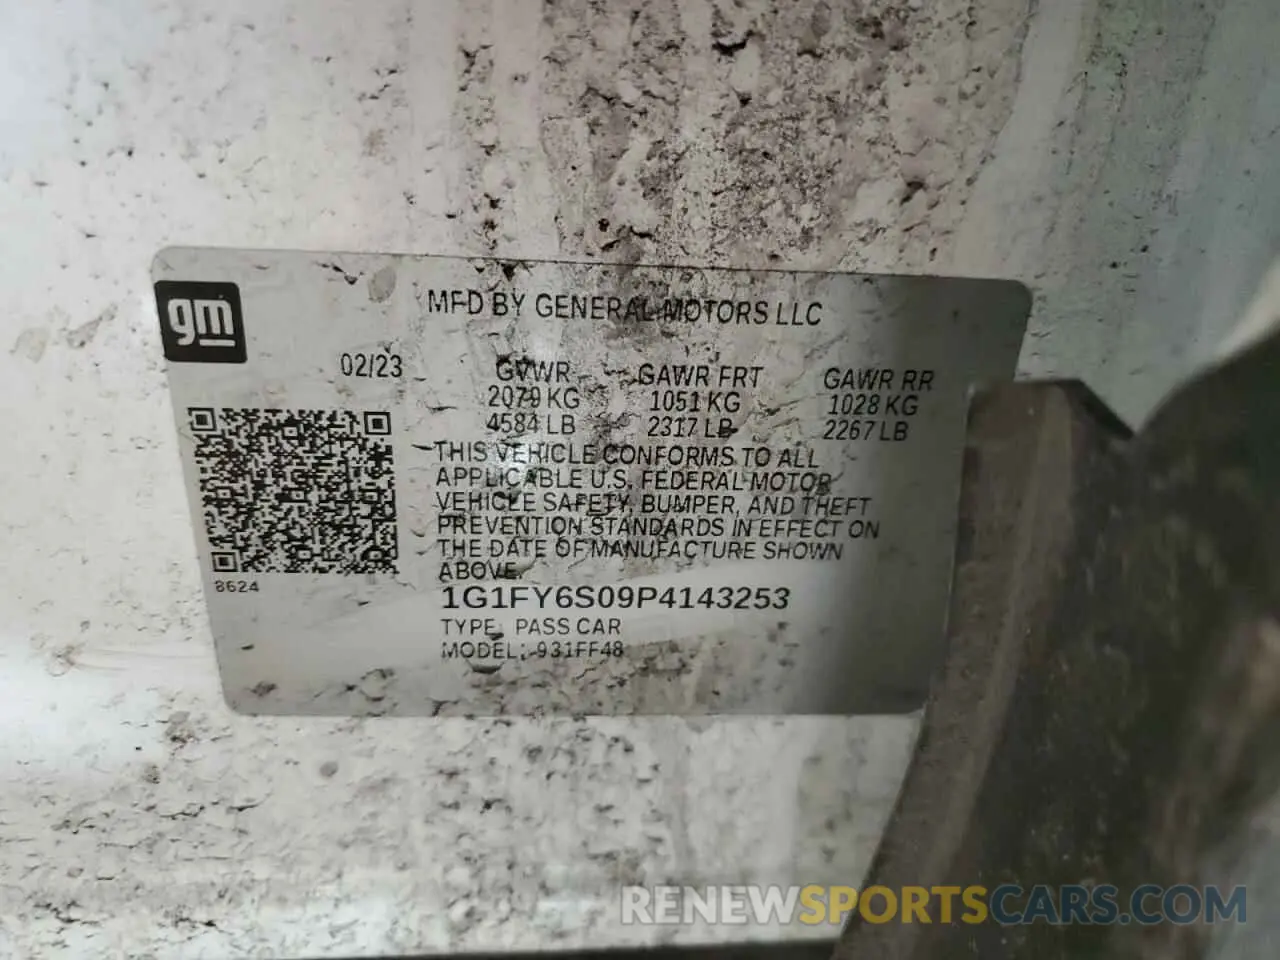 gm
MFD BY GENERAL MOTORS LLC
02/23
GVWR GAWR FRT GAWR RR
2079 KG 1051 KG 1028 KG
4584 LB 2317 LB 2267 LB
THIS VEHICLE CONFORMS TO ALL
APPLICABLE U.S. FEDERAL MOTOR
VEHICLE SAFETY, BUMPER, AND THEFT
PREVENTION STANDARDS IN EFFECT ON
THE DATE OF MANUFACTURE SHOWN
ABOVE.
8624
1G1FY6S09P4143253
TYPE: PASS CAR
MODEL: 931FF48
RENEWSPORTSCARS.COM